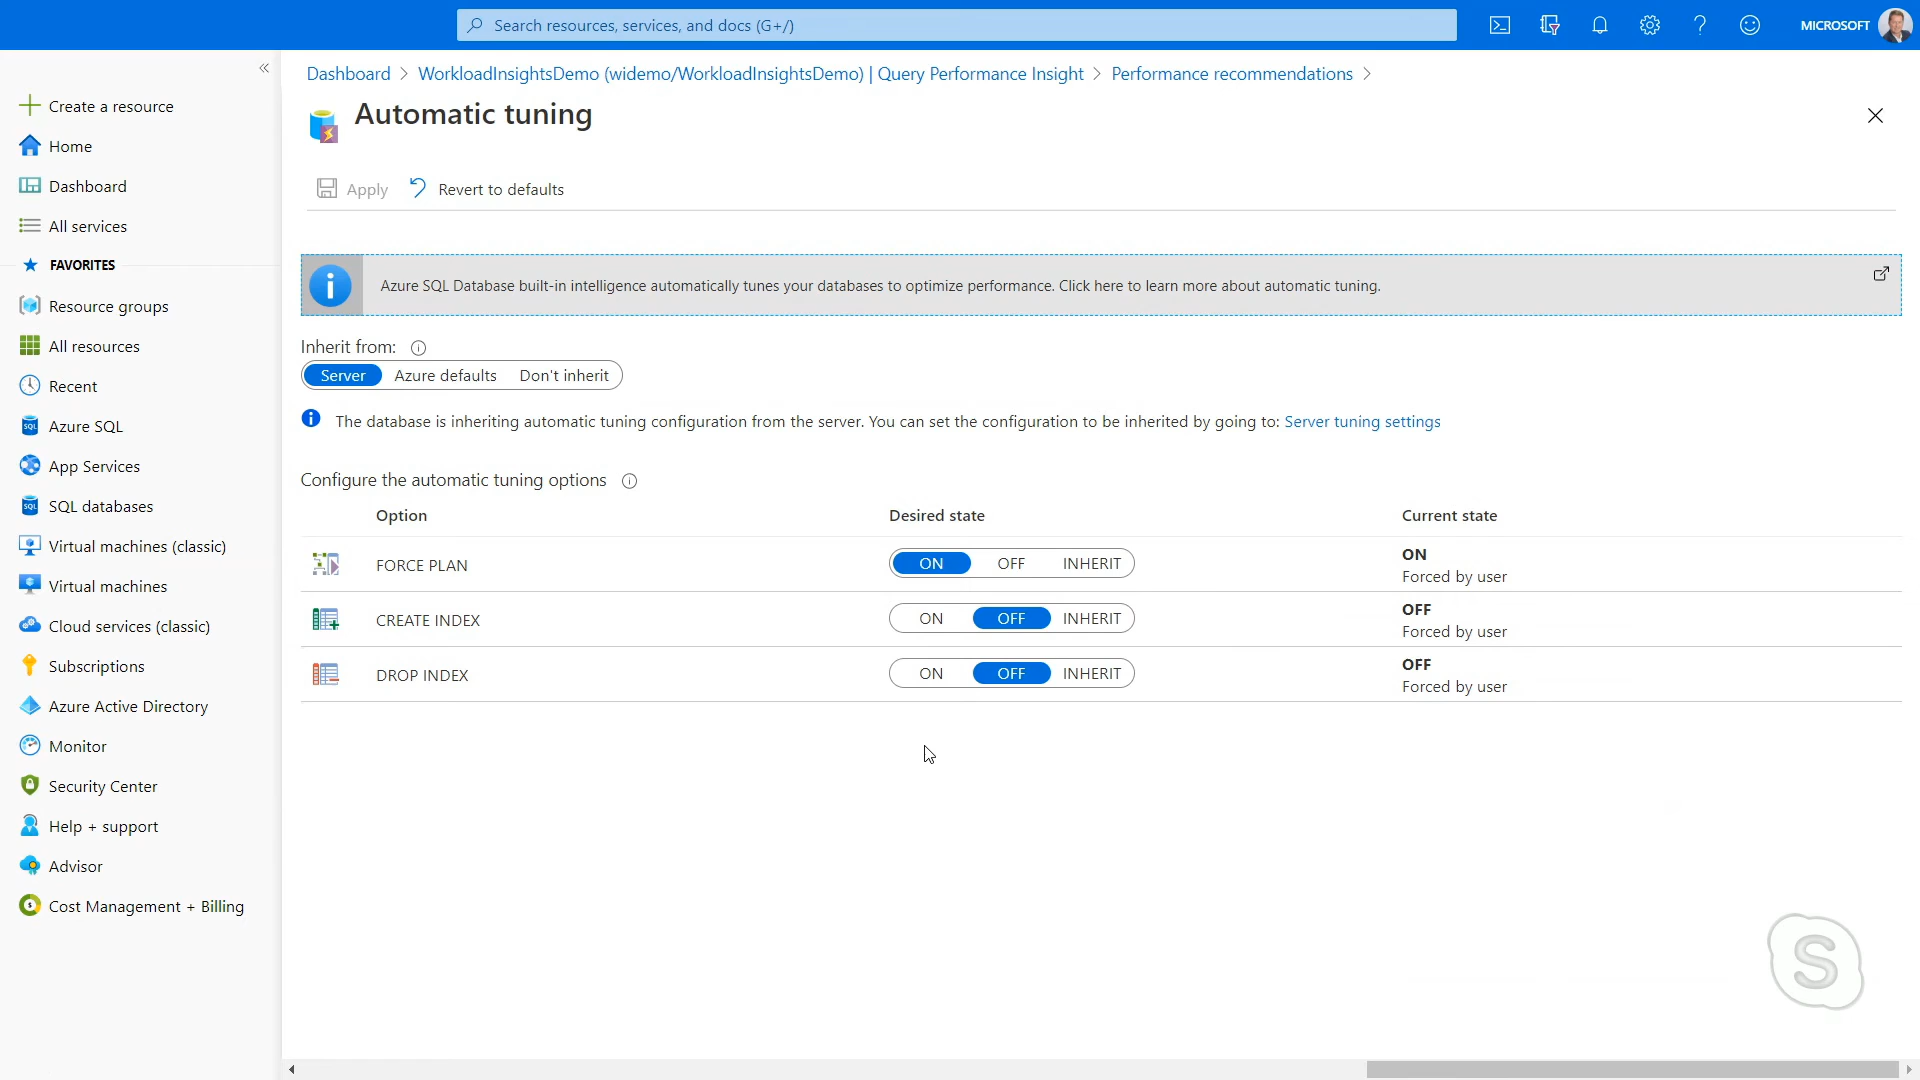 Search resources, services, and docs (G+/)
MICROSOFT
Create a resource
Home
Dashboard
All services
FAVORITES
Resource groups
All resources
Recent
Azure SQL
App Services
SQL databases
Virtual machines (classic)
Virtual machines
Cloud services (classic)
Subscriptions
Azure Active Directory
Monitor
Security Center
Help + support
Advisor
Cost Management + Billing
Dashboard > WorkloadInsightsDemo (widemo/WorkloadInsightsDemo) | Query Performance Insight > Performance recommendations >
Automatic tuning
Apply Revert to defaults
Azure SQL Database built-in intelligence automatically tunes your databases to optimize performance. Click here to learn more about automatic tuning.
Inherit from:
Server Azure defaults Don't inherit
The database is inheriting automatic tuning configuration from the server. You can set the configuration to be inherited by going to: Server tuning settings
Configure the automatic tuning options
Option Desired state Current state
FORCE PLAN ON OFF INHERIT ON
Forced by user
CREATE INDEX ON OFF INHERIT OFF
Forced by user
DROP INDEX ON OFF INHERIT OFF
Forced by user